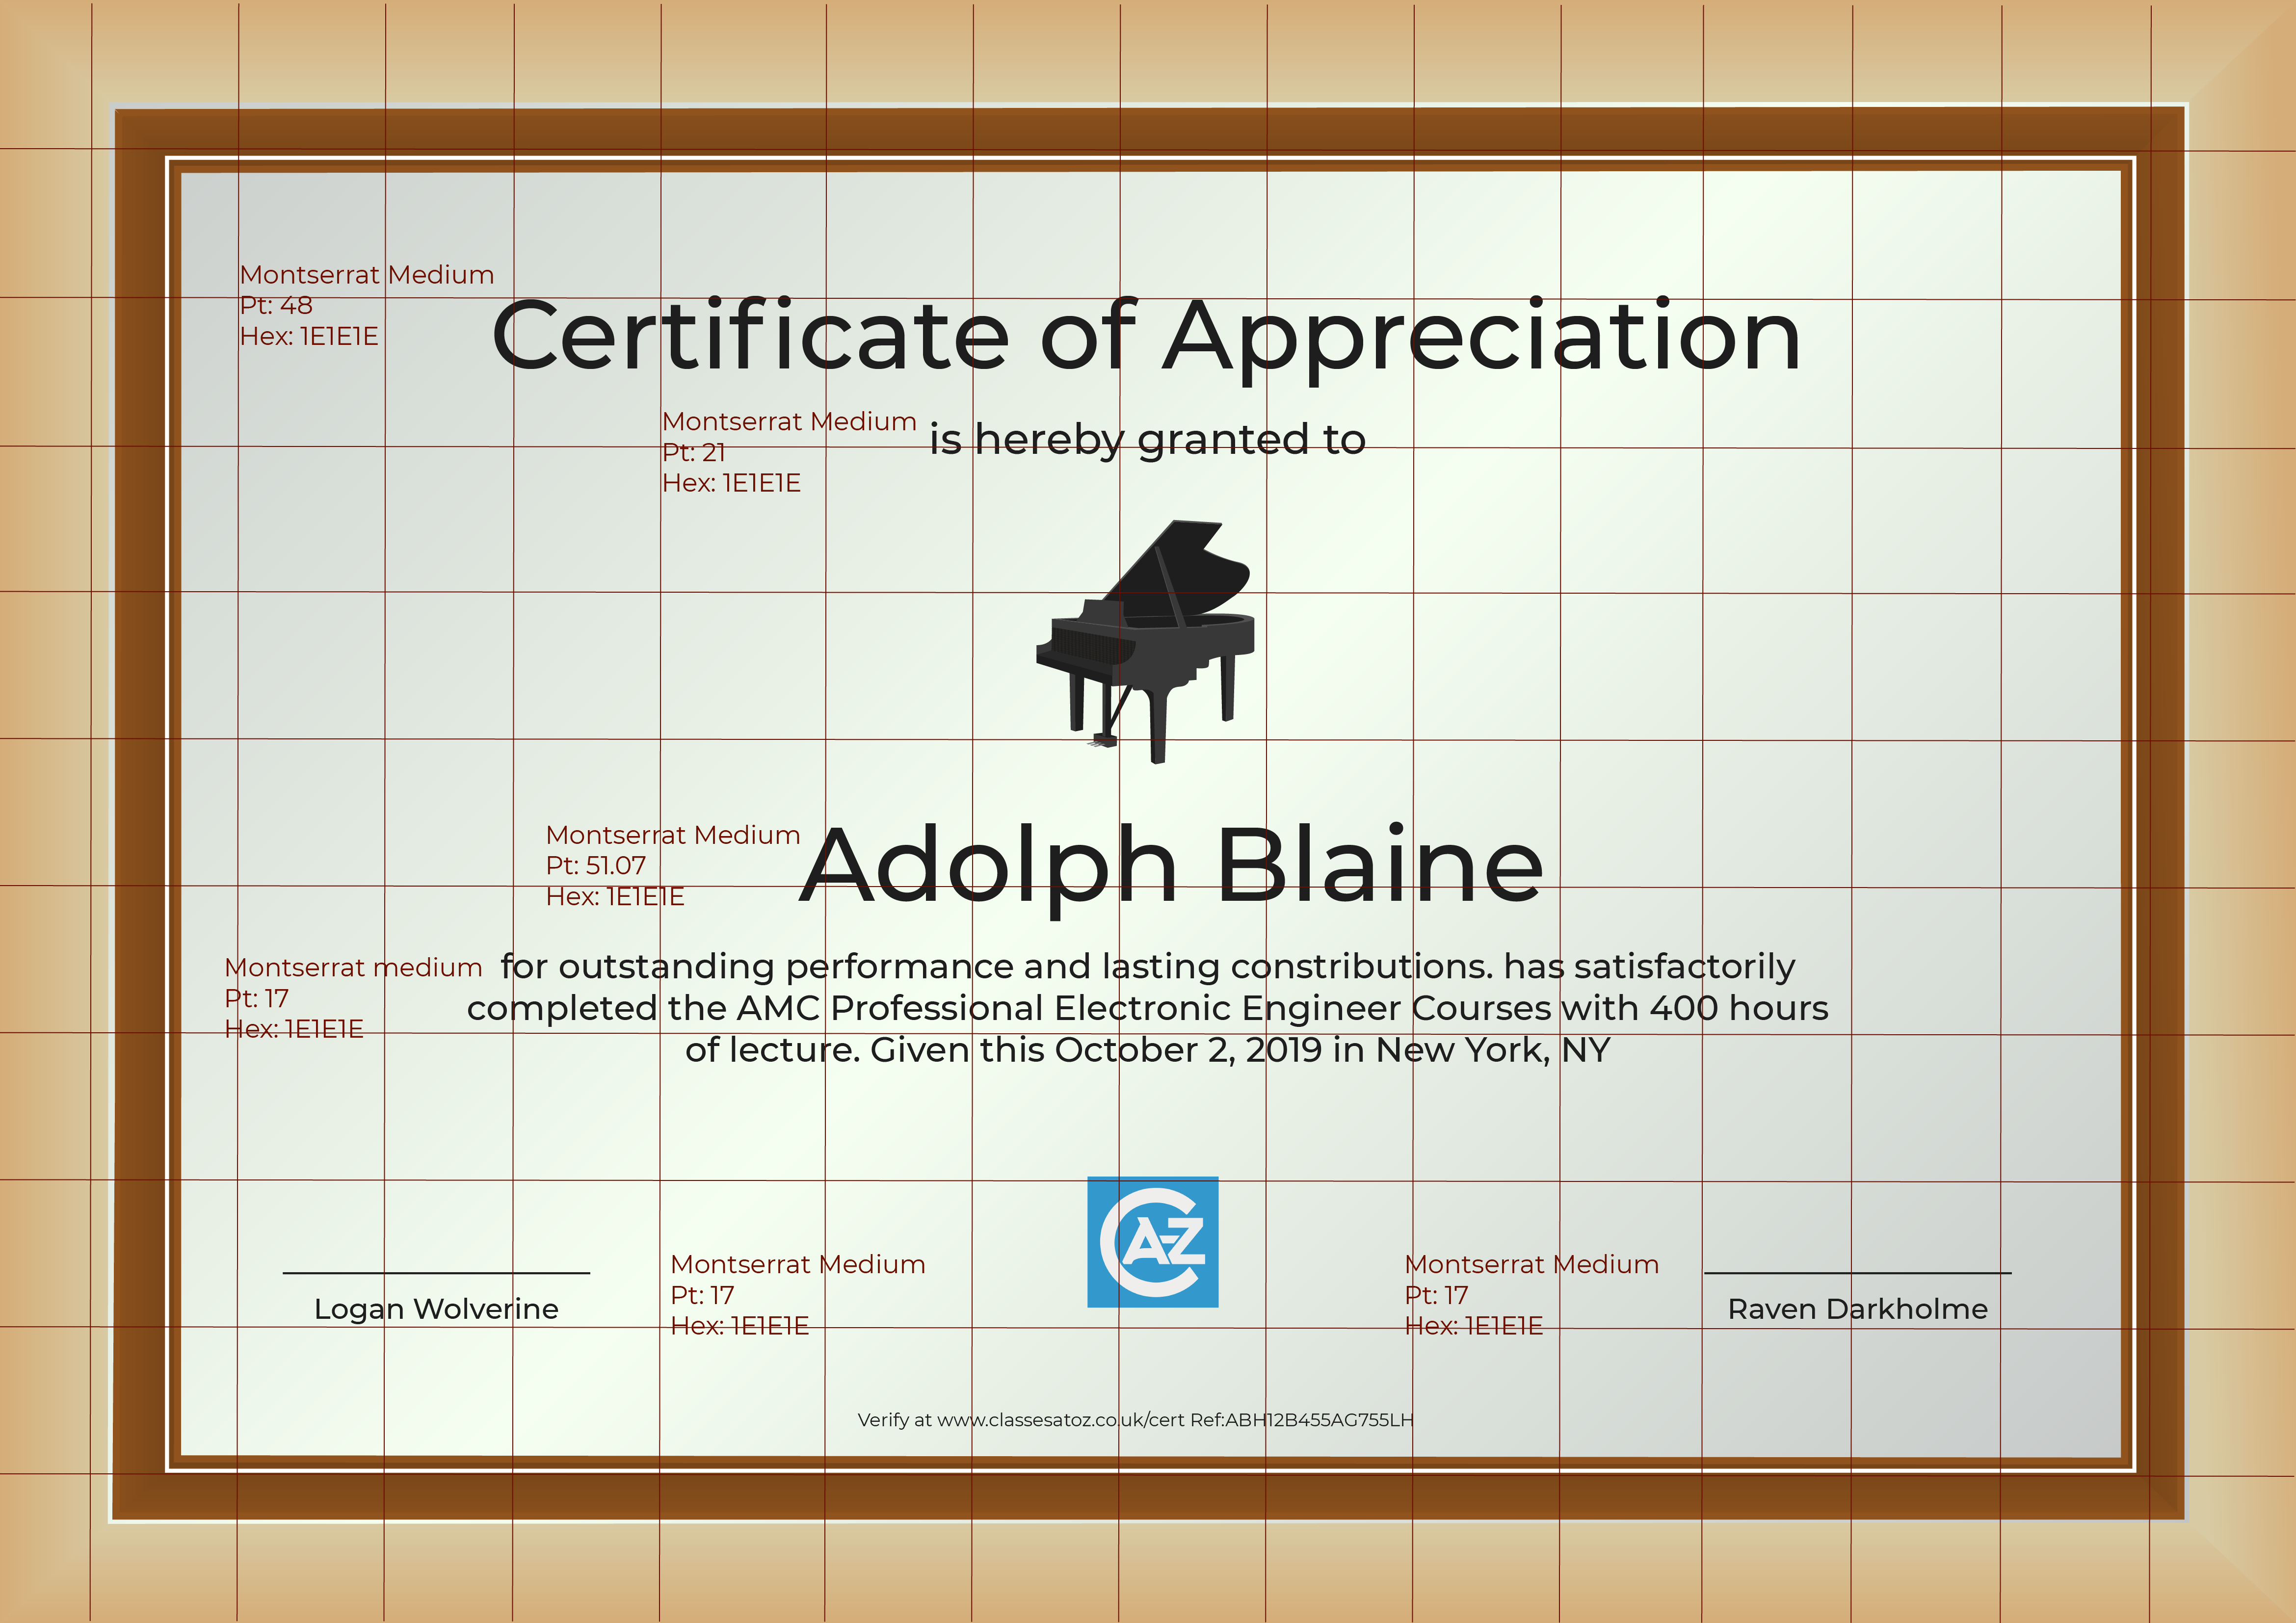 Montserrat Medium
Pt: 48
Hex: 1E1E1E
Certificate of Appreciation
Montserrat Medium
Pt: 21
Hex: 1E1E1E
is hereby granted to
Montserrat Medium
Pt: 51.07
Hex: 1E1E1E
Adolph Blaine
Montserrat medium
Pt: 17
Hex: 1E1E1E
for outstanding performance and lasting constributions. has satisfactorily
completed the AMC Professional Electronic Engineer Courses with 400 hours
of lecture. Given this October 2, 2019 in New York, NY
Logan Wolverine
Montserrat Medium
Pt: 17
Hex: 1E1E1E
C A-Z
Montserrat Medium
Pt: 17
Hex: 1E1E1E
Raven Darkholme
Verify at www.classesatoz.co.uk/cert Ref:ABH12B455AG755LH